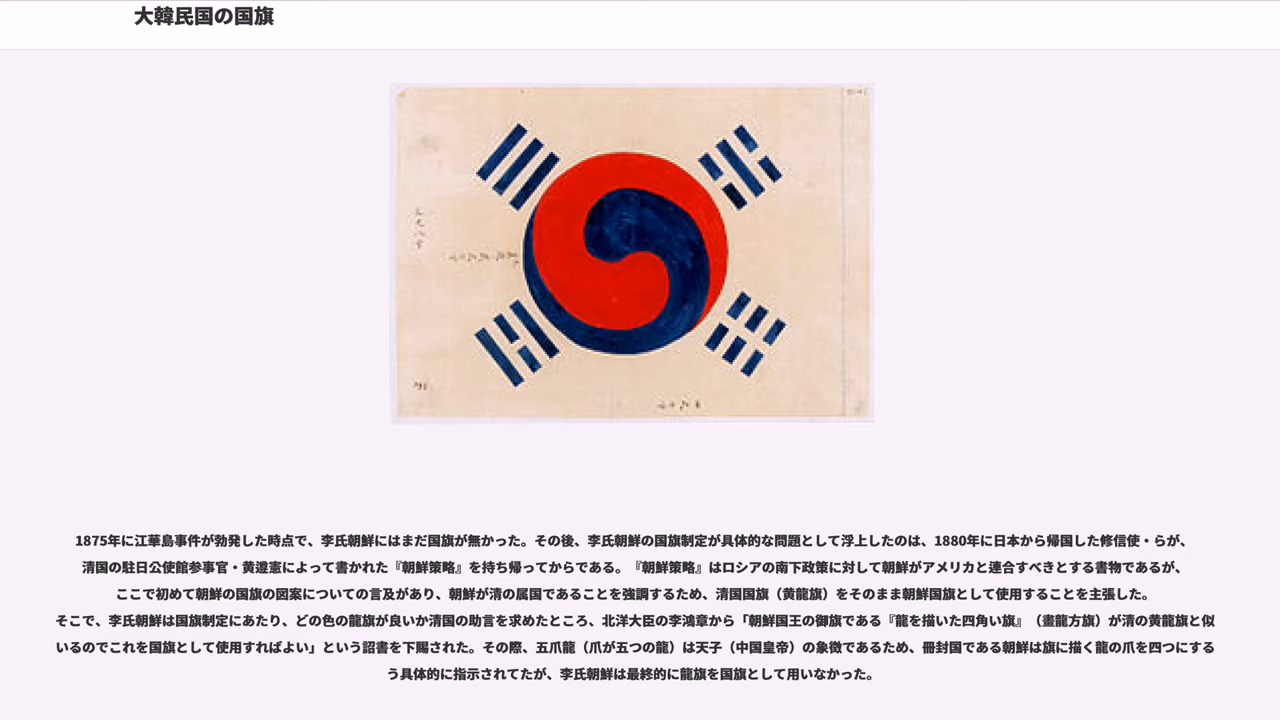 大韓民国の国旗
1875年に江華島事件が勃発した時点で、李氏朝鮮にはまだ国旗が無かった。その後、李氏朝鮮の国旗制定が具体的な問題として浮上したのは、1880年に日本から帰国した修信使・らが、
清国の駐日公使館参事官・黄遵憲によって書かれた『朝鮮策略』を持ち帰ってからである。『朝鮮策略』はロシアの南下政策に対して朝鮮がアメリカと連合すべきとする書物であるが、
ここで初めて朝鮮の国旗の図案についての言及があり、朝鮮が清の属国であることを強調するため、清国国旗（黄龍旗）をそのまま朝鮮国旗として使用することを主張した。
そこで、李氏朝鮮は国旗制定にあたり、どの色の龍旗が良いか清国の助言を求めたところ、北洋大臣の李鴻章から「朝鮮国王の御旗である『龍を描いた四角い旗』（畫龍方旗）が清の黄龍旗と似
いるのでこれを国旗として使用すればよい」という詔書を下賜された。その際、五爪龍（爪が五つの龍）は天子（中国皇帝）の象徴であるため、冊封国である朝鮮は旗に描く龍の爪を四つにする
う具体的に指示されてたが、李氏朝鮮は最終的に龍旗を国旗として用いなかった。